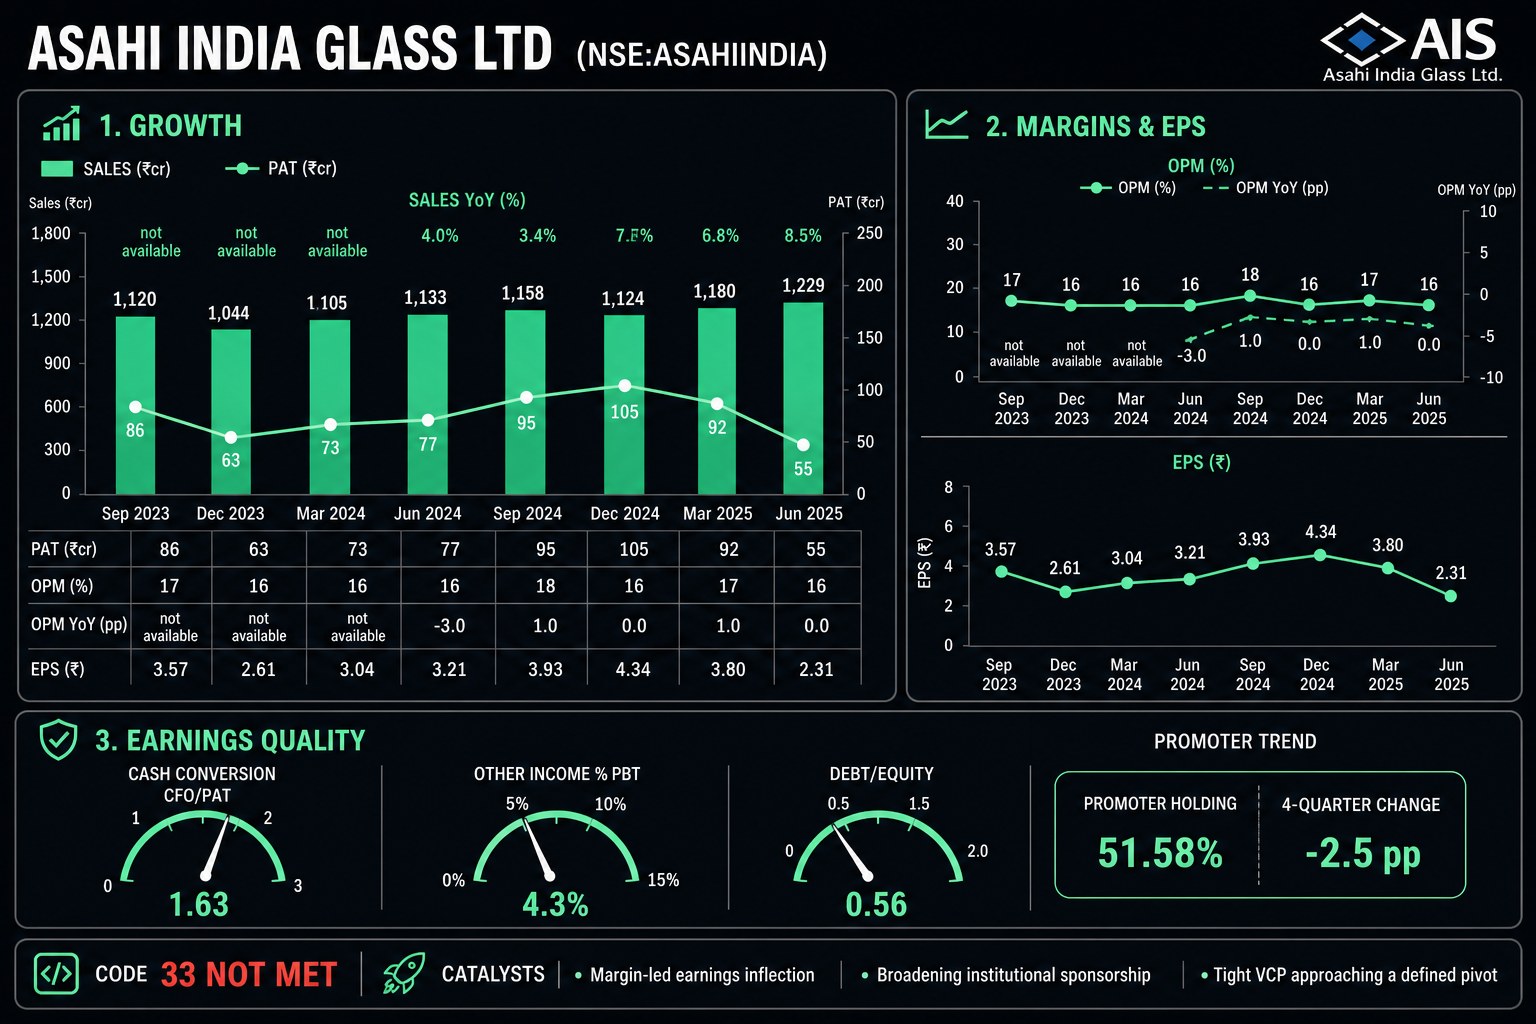 ASAHI INDIA GLASS LTD (NSE:ASAHIINDIA)
AIS
Asahi India Glass Ltd.
1. GROWTH
SALES (₹cr) PAT (₹cr)
Sales (₹cr) SALES YoY (%) PAT (₹cr)
not available not available not available 4.0% 3.4% 6.8% 8.5%
1,800 1,500 1,200 900 600 300 0
250 200 150 100 50 0
1,120 1,044 1,105 1,133 1,158 1,124 1,180 1,229
86 63 73 77 95 105 92 55
Sep 2023 Dec 2023 Mar 2024 Jun 2024 Sep 2024 Dec 2024 Mar 2025 Jun 2025
PAT (₹cr) 86 63 73 77 95 105 92 55
OPM (%) 17 16 16 16 18 16 17 16
OPM YoY (pp) not available not available not available -3.0 1.0 0.0 1.0 0.0
EPS (₹) 3.57 2.61 3.04 3.21 3.93 4.34 3.80 2.31
2. MARGINS & EPS
OPM (%)
OPM (%) OPM YoY (pp)
OPM YoY (pp)
40 30 20 10 0
10 5 0 -5 -10
17 16 16 16 18 16 17 16
not available not available not available -3.0 1.0 0.0 1.0 0.0
Sep 2023 Dec 2023 Mar 2024 Jun 2024 Sep 2024 Dec 2024 Mar 2025 Jun 2025
EPS (₹)
EPS (₹)
8 6 4 2 0
3.57 2.61 3.04 3.21 3.93 4.34 3.80 2.31
Sep 2023 Dec 2023 Mar 2024 Jun 2024 Sep 2024 Dec 2024 Mar 2025 Jun 2025
3. EARNINGS QUALITY
CASH CONVERSION
CFO/PAT
0 1 2 3
1.63
OTHER INCOME % PBT
0% 5% 10% 15%
4.3%
DEBT/EQUITY
0 0.5 1.5 2.0
0.56
PROMOTER TREND
PROMOTER HOLDING
51.58%
4-QUARTER CHANGE
-2.5 pp
</> CODE 33 NOT MET
CATALYSTS
• Margin-led earnings inflection
• Broadening institutional sponsorship
• Tight VCP approaching a defined pivot